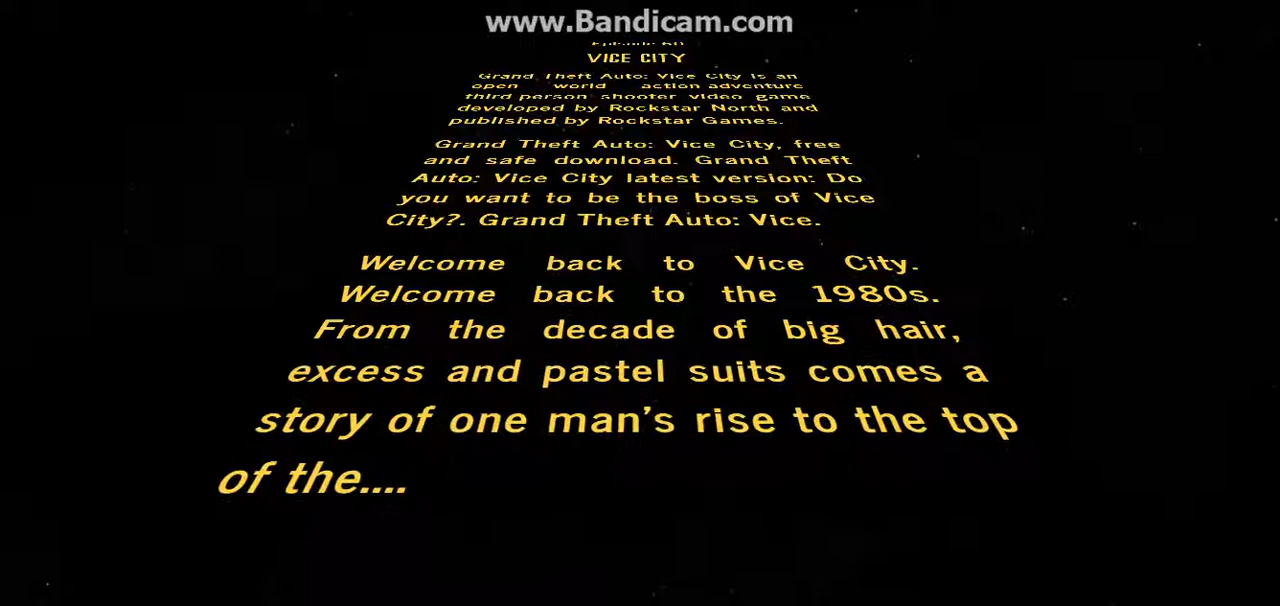 www.Bandicam.com
VICE CITY
Grand Theft Auto: Vice City is an
open world action-adventure
third-person shooter video game
developed by Rockstar North and
published by Rockstar Games.
Grand Theft Auto: Vice City, free
and safe download. Grand Theft
Auto: Vice City latest version: Do
you want to be the boss of Vice
City?. Grand Theft Auto: Vice.
Welcome back to Vice City.
Welcome back to the 1980s.
From the decade of big hair,
excess and pastel suits comes a
story of one man's rise to the top
of the....